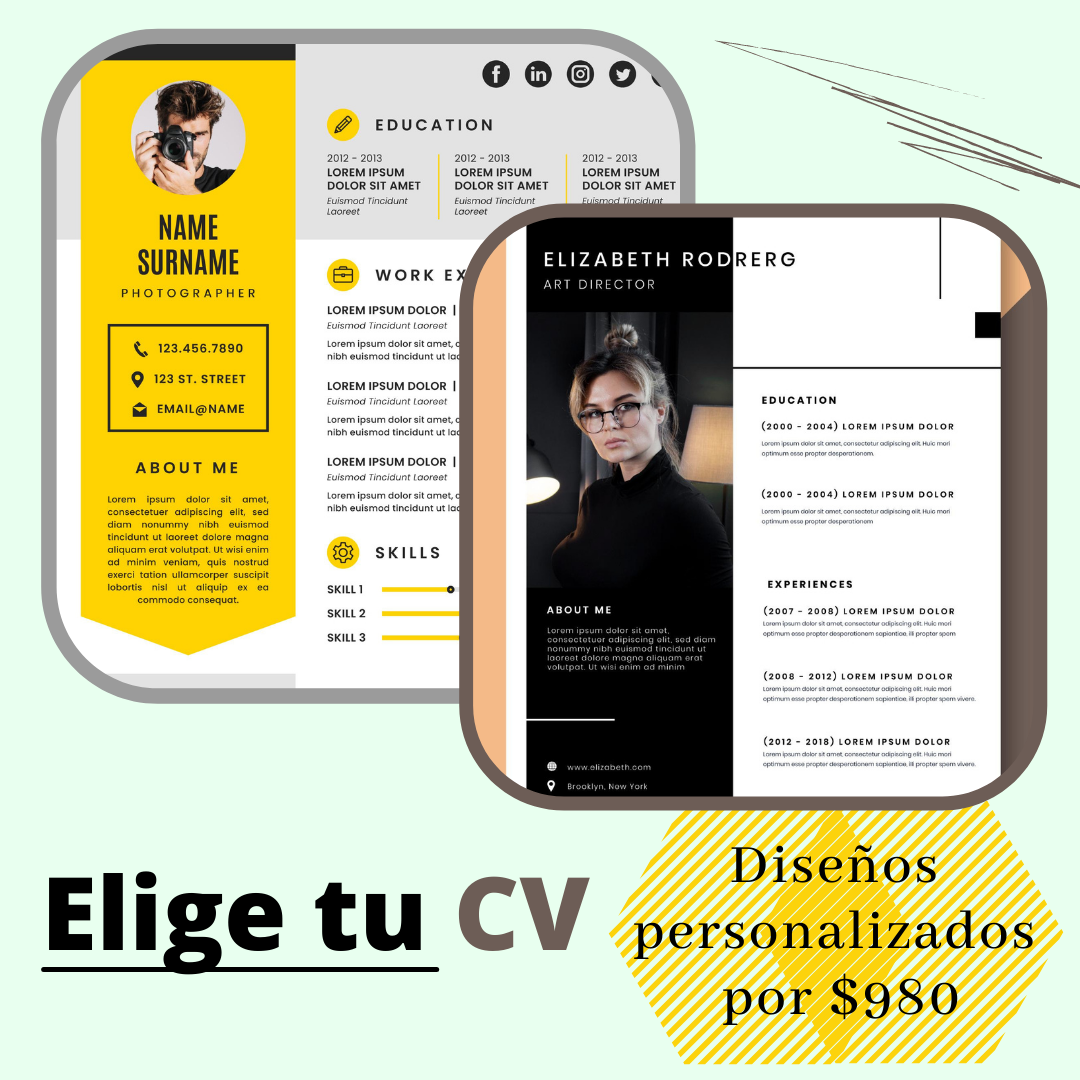 NAME
SURNAME
PHOTOGRAPHER
123.456.7890
123 ST. STREET
EMAIL@NAME
ABOUT ME
Lorem ipsum dolor sit amet,
consectetuer adipiscing elit, sed
diam nonummy nibh euismod
tincidunt ut laoreet dolore magna
aliquam erat volutpat. Ut wisi enim
ad minim veniam, quis nostrud
exerci tation ullamcorper suscipit
lobortis nisl ut aliquip ex ea
commodo consequat.
EDUCATION
2012 - 2013
LOREM IPSUM
DOLOR SIT AMET
Euismod Tincidunt
Laoreet
2012 - 2013
LOREM IPSUM
DOLOR SIT AMET
Euismod Tincidunt
Laoreet
2012 - 2013
LOREM IPSUM
DOLOR SIT AMET
Euismod Tincidunt
WORK EX
LOREM IPSUM DOLOR |
Euismod Tincidunt Laoreet
Lorem ipsum dolor sit amet, c
nibh euismod tincidunt ut lao
LOREM IPSUM DOLOR |
Euismod Tincidunt Laoreet
Lorem ipsum dolor sit amet, c
nibh euismod tincidunt ut lao
LOREM IPSUM DOLOR |
Euismod Tincidunt Laoreet
Lorem ipsum dolor sit amet, c
nibh euismod tincidunt ut lao
SKILLS
SKILL 1
SKILL 2
SKILL 3
ELIZABETH RODRERG
ART DIRECTOR
ABOUT ME
Lorem ipsum dolor sit amet,
consectetuer adipiscing elit, sed diam
nonummy nibh euismod tincidunt ut
laoreet dolore magna aliquam erat
volutpat. Ut wisi enim ad minim
www.elizabeth.com
Brooklyn, New York
EDUCATION
(2000 - 2004) LOREM IPSUM DOLOR
Lorem ipsum dolor sit amet, consectetur adipiscing elit. Huic mori
optimum esse propter desperationem.
(2000 - 2004) LOREM IPSUM DOLOR
Lorem ipsum dolor sit amet, consectetur adipiscing elit. Huic mori
optimum esse propter desperationem
EXPERIENCES
(2007 - 2008) LOREM IPSUM DOLOR
Lorem ipsum dolor sit amet, consectetur adipiscing elit. Huic mori
optimum esse propter desperationem sapientiae, illi propter spem
(2008 - 2012) LOREM IPSUM DOLOR
Lorem ipsum dolor sit amet, consectetur adipiscing elit. Huic mori
optimum esse propter desperationem sapientiae, illi propter spem vivere.
(2012 - 2018) LOREM IPSUM DOLOR
Lorem ipsum dolor sit amet, consectetur adipiscing elit. Huic mori
optimum esse propter desperationem sapientiae, illi propter spem vivere.
Elige tu CV
Diseños
personalizados
por $980